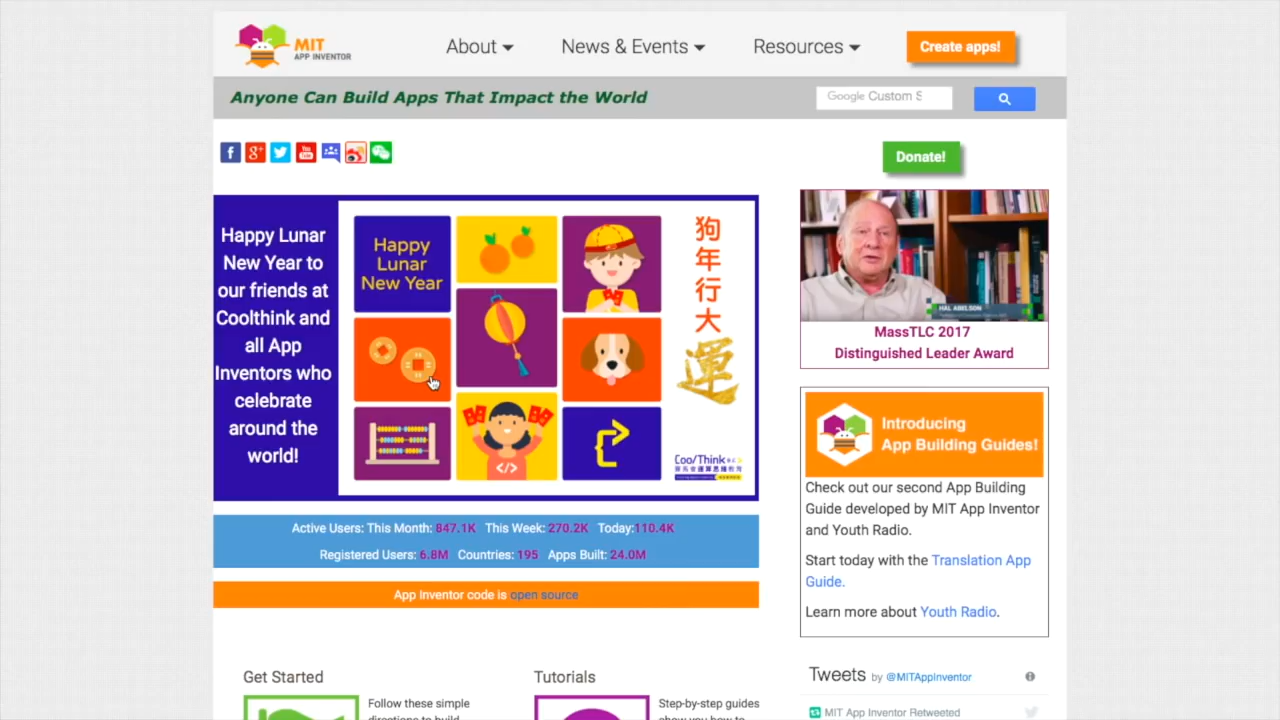 MIT
APP INVENTOR
About
News & Events
Resources
Create apps!
Anyone Can Build Apps That Impact the World
Google Custom S
Donate!
Happy Lunar
New Year to
our friends at
Coolthink and
all App
Inventors who
celebrate
around the
world!
Happy
Lunar
New Year
狗年行大運
Coo/Think
HAL ABELSON
MassTLC 2017
Distinguished Leader Award
Active Users: This Month: 847.1K This Week: 270.2K Today:110.4K
Registered Users: 6.8M Countries: 195 Apps Built: 24.0M
App Inventor code is open source
Introducing
App Building Guides!
Check out our second App Building
Guide developed by MIT App Inventor
and Youth Radio.
Start today with the Translation App
Guide.
Learn more about Youth Radio.
Get Started
Follow these simple
Tutorials
Step-by-step guides
Tweets by @MITAppInventor
MIT App Inventor Retweeted